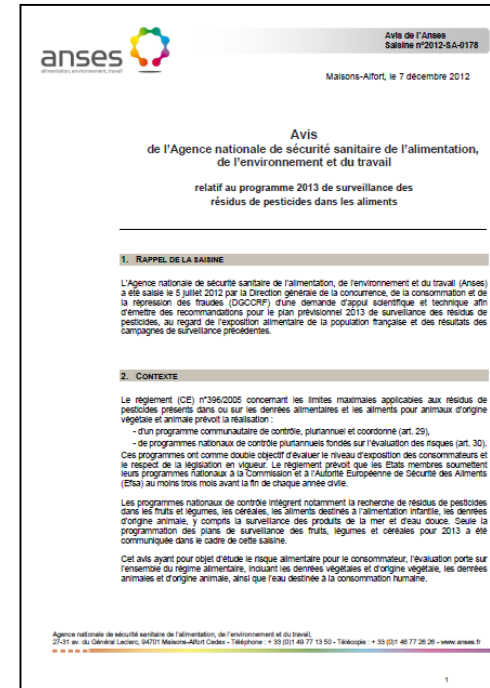 Avis de l'Anses
Saisine n°2012-SA-0178
anses
alimentation, environnement, travail
Maisons-Alfort, le 7 décembre 2012
Avis
de l'Agence nationale de sécurité sanitaire de l'alimentation,
de l'environnement et du travail
relatif au programme 2013 de surveillance des
résidus de pesticides dans les aliments
1. RAPPEL DE LA SAISINE
L'Agence nationale de sécurité sanitaire de l'alimentation, de l'environnement et du travail (Anses)
a été saisie le 5 juillet 2012 par la Direction générale de la concurrence, de la consommation et de
la répression des fraudes (DGCCRF) d'une demande d'appui scientifique et technique afin
d'émettre des recommandations pour le plan prévisionnel 2013 de surveillance des résidus de
pesticides, au regard de l'exposition alimentaire de la population française et des résultats des
campagnes de surveillance précédentes.
2. CONTEXTE
Le règlement (CE) n°396/2005 concernant les limites maximales applicables aux résidus de
pesticides présents dans ou sur les denrées alimentaires et les aliments pour animaux d'origine
végétale et animale prévoit la réalisation :
- d'un programme communautaire de contrôle, pluriannuel et coordonné (art. 29),
- de programmes nationaux de contrôle pluriannuels fondés sur l'évaluation des risques (art. 30).
Ces programmes ont comme double objectif d'évaluer le niveau d'exposition des consommateurs et
le respect de la législation en vigueur. Le règlement prévoit que les Etats membres soumettent
leurs programmes nationaux à la Commission et à l'Autorité Européenne de Sécurité des Aliments
(Efsa) au moins trois mois avant la fin de chaque année civile.
Les programmes nationaux de contrôle intègrent notamment la recherche de résidus de pesticides
dans les fruits et légumes, les céréales, les aliments destinés à l'alimentation infantile, les denrées
d'origine animale, y compris la surveillance des produits de la mer et d'eau douce. Seule la
programmation des plans de surveillance des fruits, légumes et céréales pour 2013 a été
communiquée dans le cadre de cette saisine.
Cet avis ayant pour objet d'étude le risque alimentaire pour le consommateur, l'évaluation porte sur
l'ensemble du régime alimentaire, incluant les denrées végétales et d'origine végétale, les denrées
animales et d'origine animale, ainsi que l'eau destinée à la consommation humaine.
Agence nationale de sécurité sanitaire de l'alimentation, de l'environnement et du travail,
27-31 av. du Général Leclerc, 94701 Maisons-Alfort Cedex - Téléphone : + 33 (0)1 49 77 13 50 - Télécopie : + 33 (0)1 46 77 26 26 - www.anses.fr
1